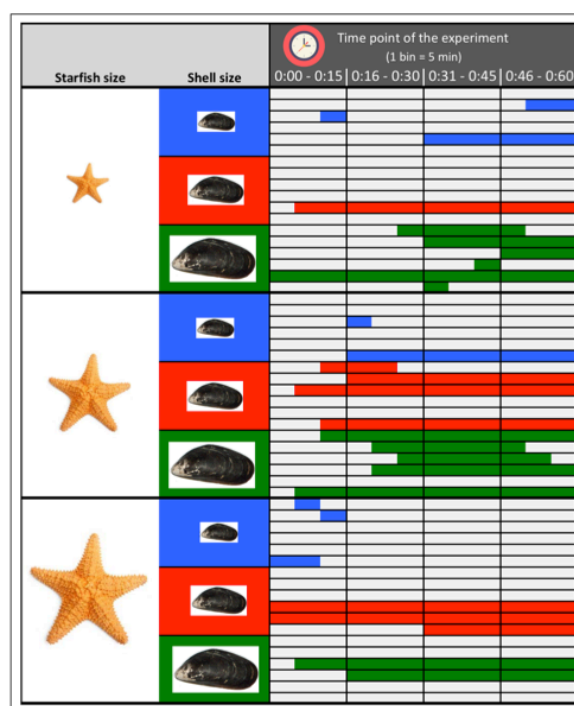 Time point of the experiment
(1 bin = 5 min)
Starfish size Shell size 0:00 - 0:15 0:16 - 0:30 0:31 - 0:45 0:46 - 0:60